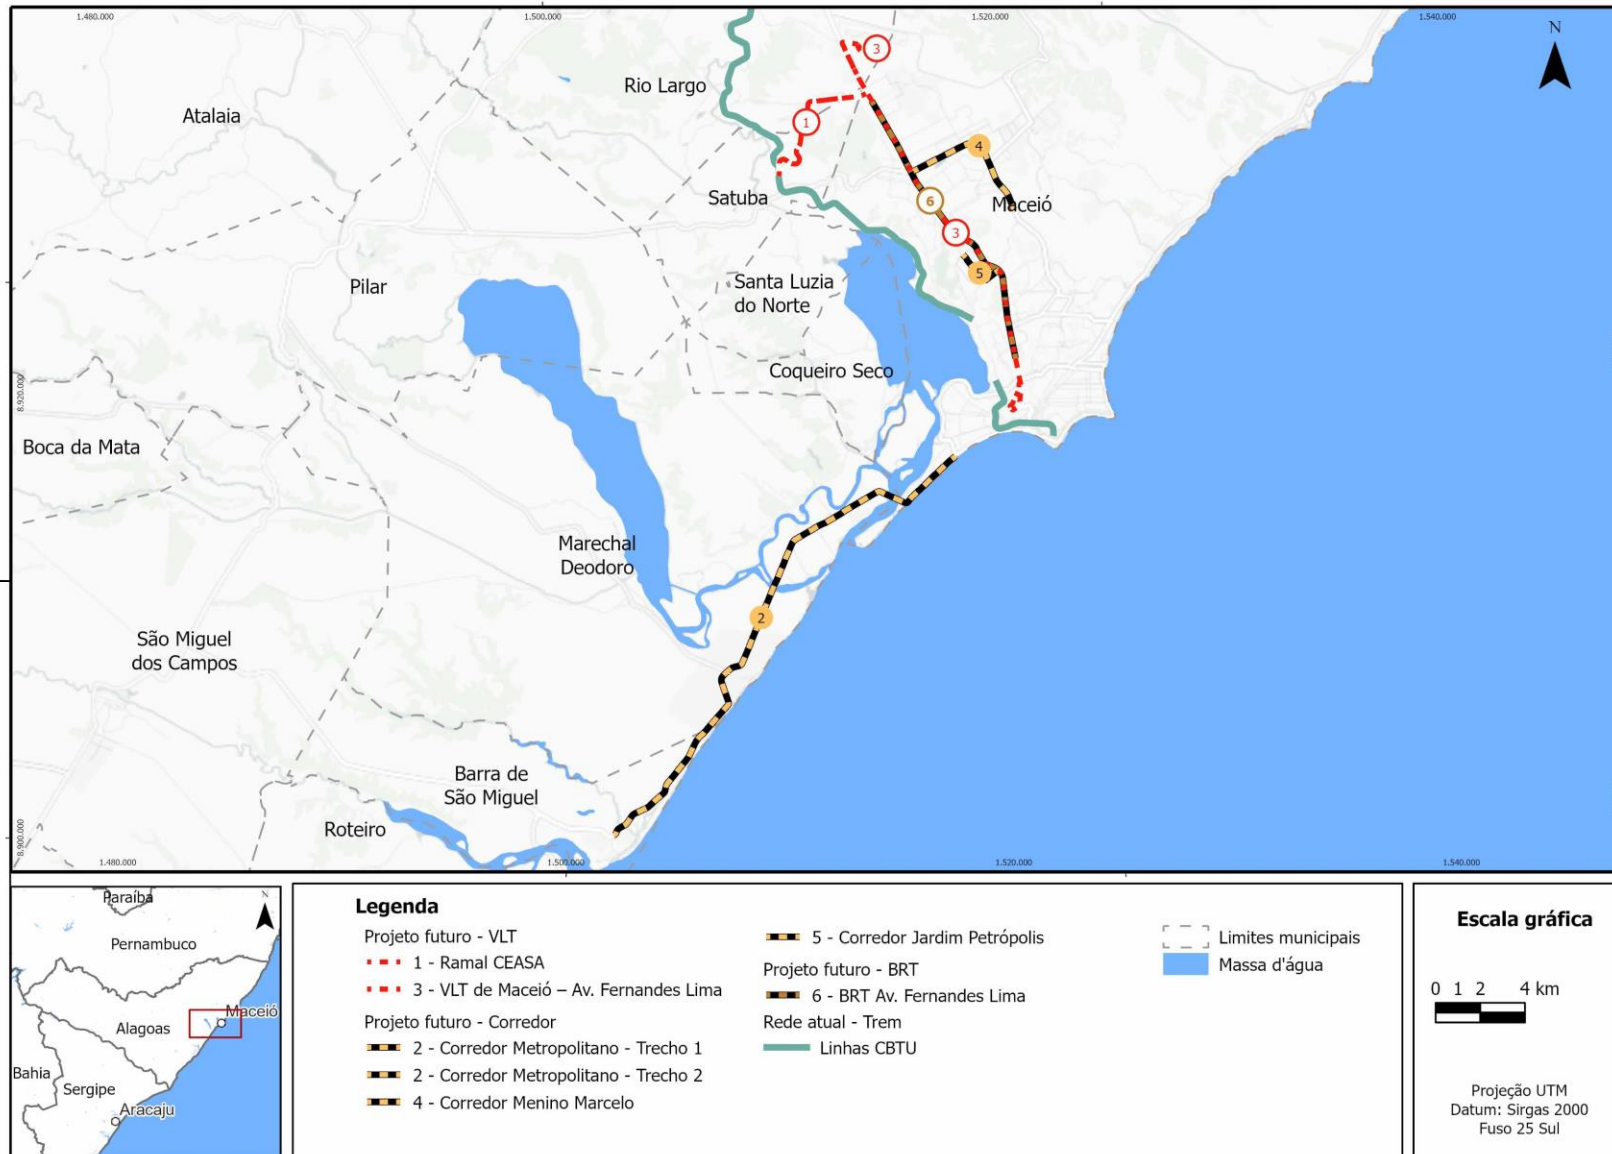 1.480.000
1.500.000
1.520.000
1.540.000
N
3
Rio Largo
Atalaia
1
4
Satuba
6
Maceió
3
5
Santa Luzia
do Norte
Pilar
Coqueiro Seco
8.920.000
Boca da Mata
Marechal
Deodoro
2
São Miguel
dos Campos
Barra de
São Miguel
Roteiro
8.900.000
1.480.000
1.500.000
1.520.000
1.540.000
Paraíba
N
Pernambuco
Maceió
Alagoas
Bahia
Sergipe
Aracaju
Legenda
Projeto futuro - VLT
1 - Ramal CEASA
3 - VLT de Maceió – Av. Fernandes Lima
Projeto futuro - Corredor
2 - Corredor Metropolitano - Trecho 1
2 - Corredor Metropolitano - Trecho 2
4 - Corredor Menino Marcelo
5 - Corredor Jardim Petrópolis
Projeto futuro - BRT
6 - BRT Av. Fernandes Lima
Rede atual - Trem
Linhas CBTU
Limites municipais
Massa d'água
Escala gráfica
0 1 2 4 km
Projeção UTM
Datum: Sirgas 2000
Fuso 25 Sul